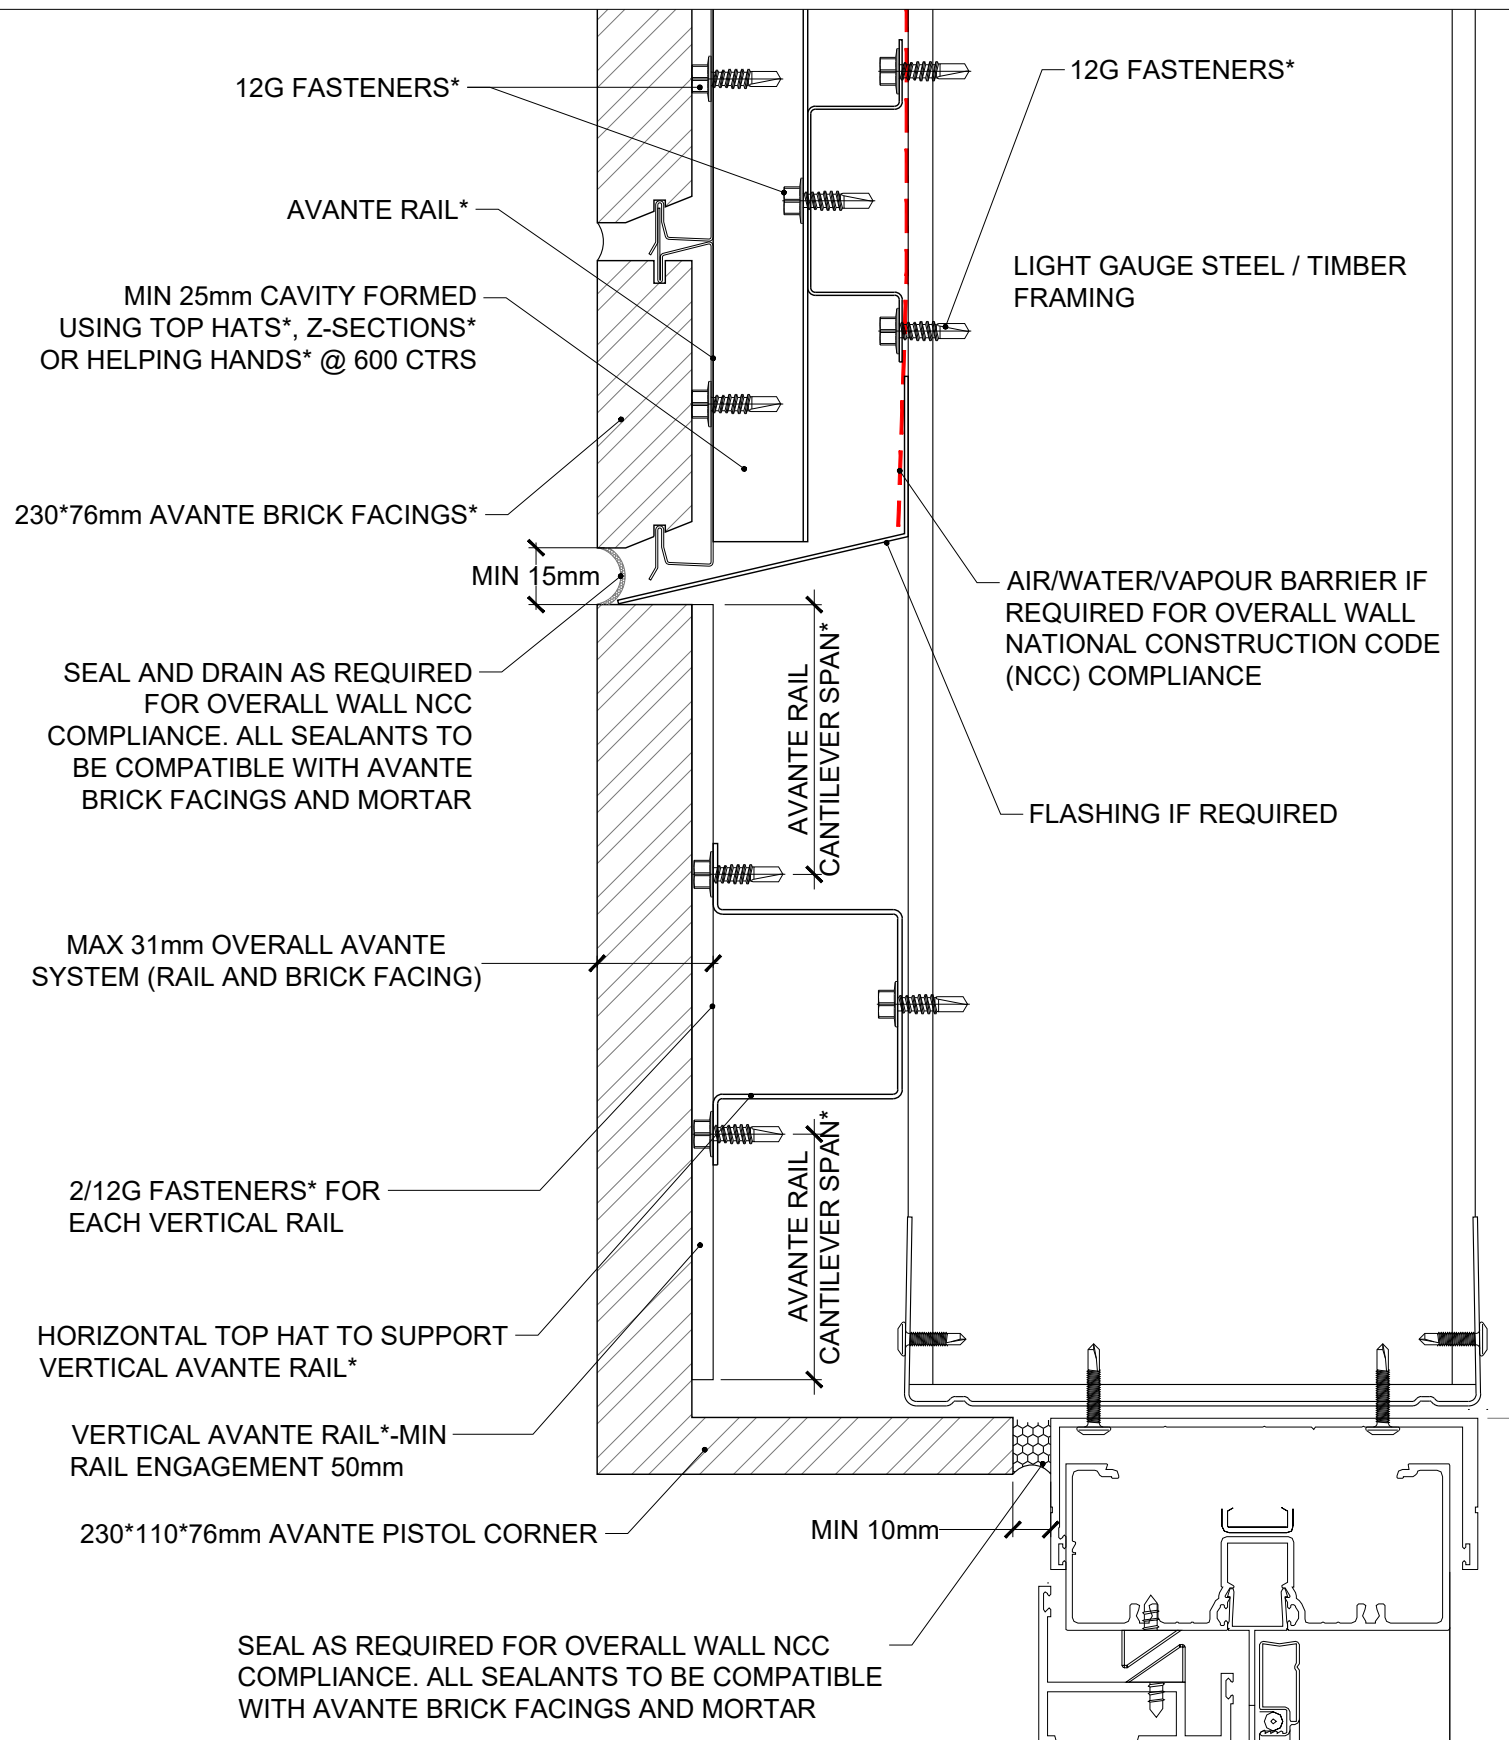 12G FASTENERS*
12G FASTENERS*
AVANTE RAIL*
LIGHT GAUGE STEEL / TIMBER
FRAMING
MIN 25mm CAVITY FORMED
USING TOP HATS*, Z-SECTIONS*
OR HELPING HANDS* @ 600 CTRS
230*76mm AVANTE BRICK FACINGS*
MIN 15mm
AIR/WATER/VAPOUR BARRIER IF
REQUIRED FOR OVERALL WALL
NATIONAL CONSTRUCTION CODE
(NCC) COMPLIANCE
SEAL AND DRAIN AS REQUIRED
FOR OVERALL WALL NCC
COMPLIANCE. ALL SEALANTS TO
BE COMPATIBLE WITH AVANTE
BRICK FACINGS AND MORTAR
AVANTE RAIL
CANTILEVER SPAN*
FLASHING IF REQUIRED
MAX 31mm OVERALL AVANTE
SYSTEM (RAIL AND BRICK FACING)
2/12G FASTENERS* FOR
EACH VERTICAL RAIL
AVANTE RAIL
CANTILEVER SPAN*
HORIZONTAL TOP HAT TO SUPPORT
VERTICAL AVANTE RAIL*
VERTICAL AVANTE RAIL*-MIN
RAIL ENGAGEMENT 50mm
230*110*76mm AVANTE PISTOL CORNER
MIN 10mm
SEAL AS REQUIRED FOR OVERALL WALL NCC
COMPLIANCE. ALL SEALANTS TO BE COMPATIBLE
WITH AVANTE BRICK FACINGS AND MORTAR